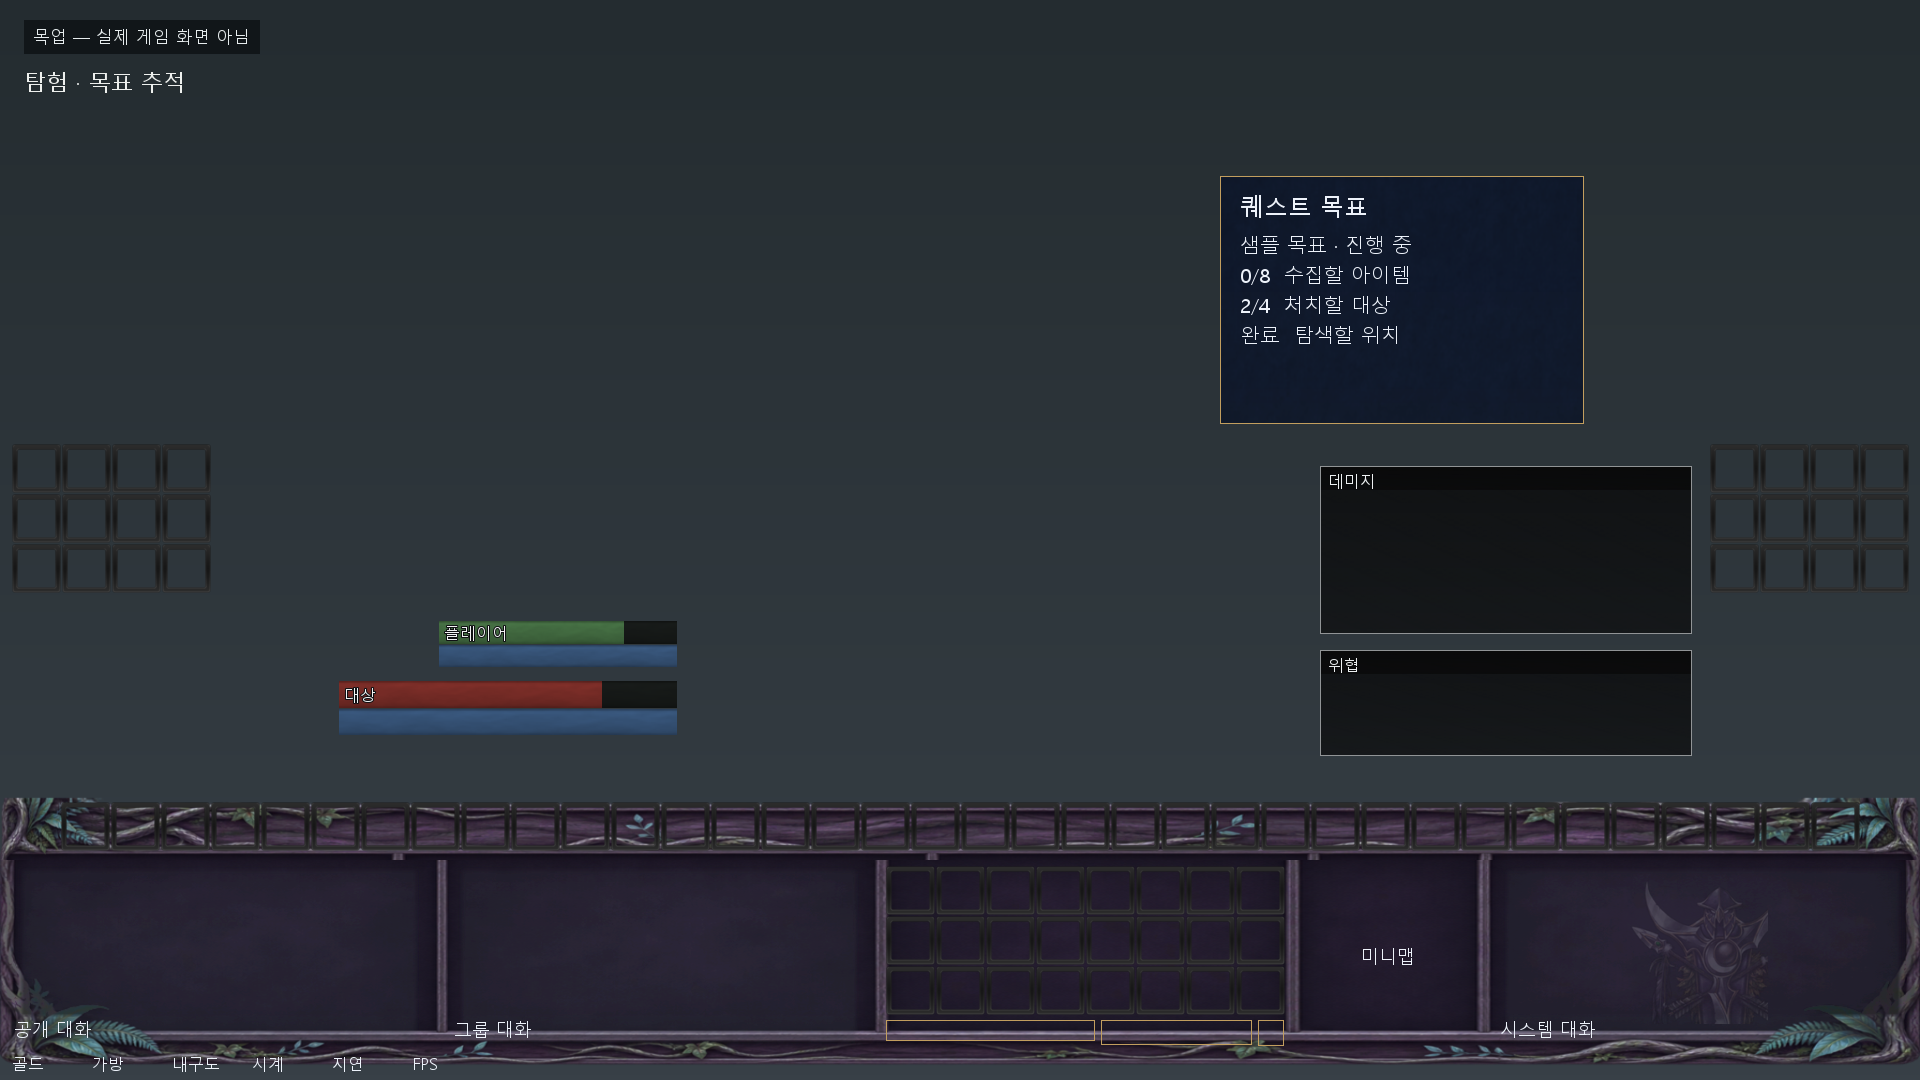 목업 — 실제 게임 화면 아님
탐험 · 목표 추적
퀘스트 목표
샘플 목표 · 진행 중
0/8 수집할 아이템
2/4 처치할 대상
완료 탐색할 위치
데미지
플레이어
위협
대상
미니맵
공개 대화
그룹 대화
시스템 대화
골드 가방 내구도 시계 지연 FPS